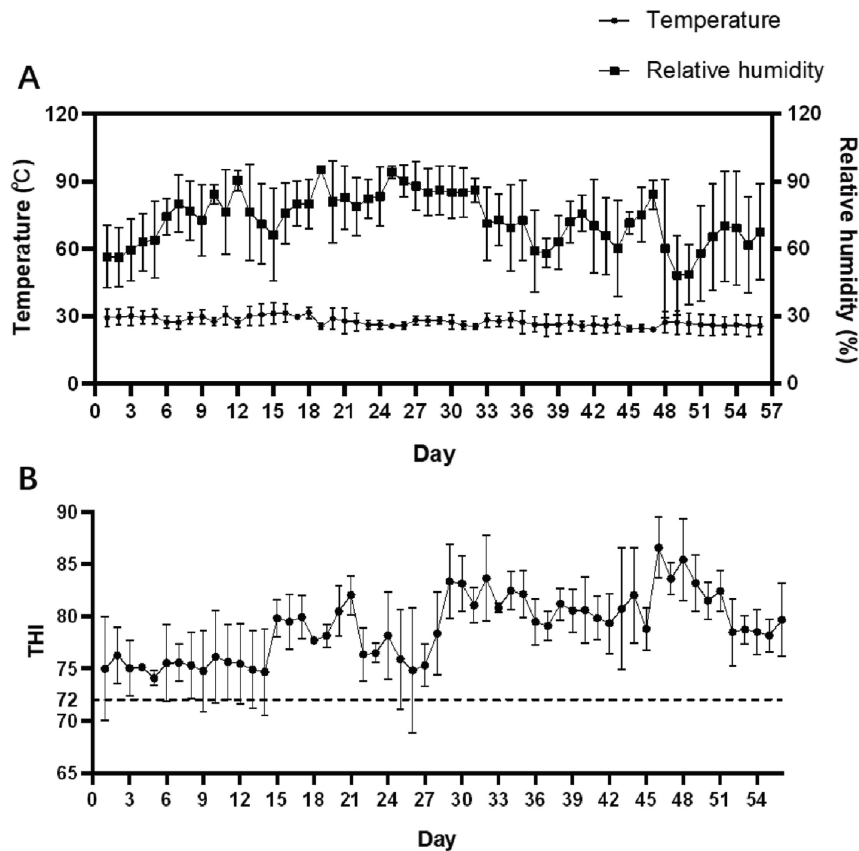 Temperature
Relative humidity
A
120 120
90 90
60 60
30 30
0 0
Temperature (℃)
Relative humidity (%)
0 3 6 9 12 15 18 21 24 27 30 33 36 39 42 45 48 51 54 57
Day
B
90
85
80
75
72
70
65
THI
0 3 6 9 12 15 18 21 24 27 30 33 36 39 42 45 48 51 54
Day